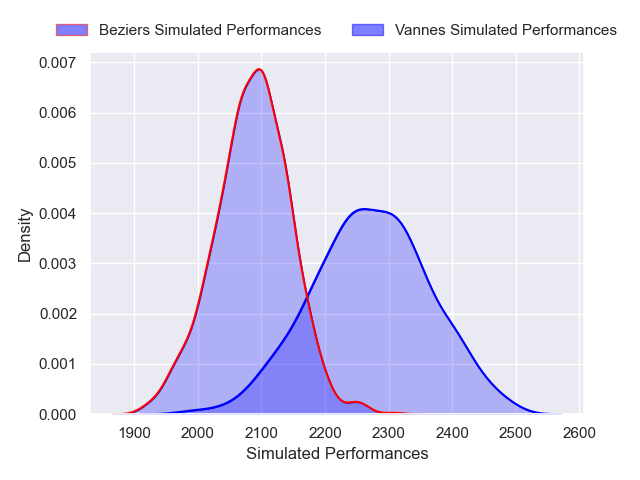 Beziers Simulated Performances Vannes Simulated Performances
0.007
0.006
0.005
0.004
0.003
0.002
0.001
0.000
Density
1900 2000 2100 2200 2300 2400 2500 2600
Simulated Performances